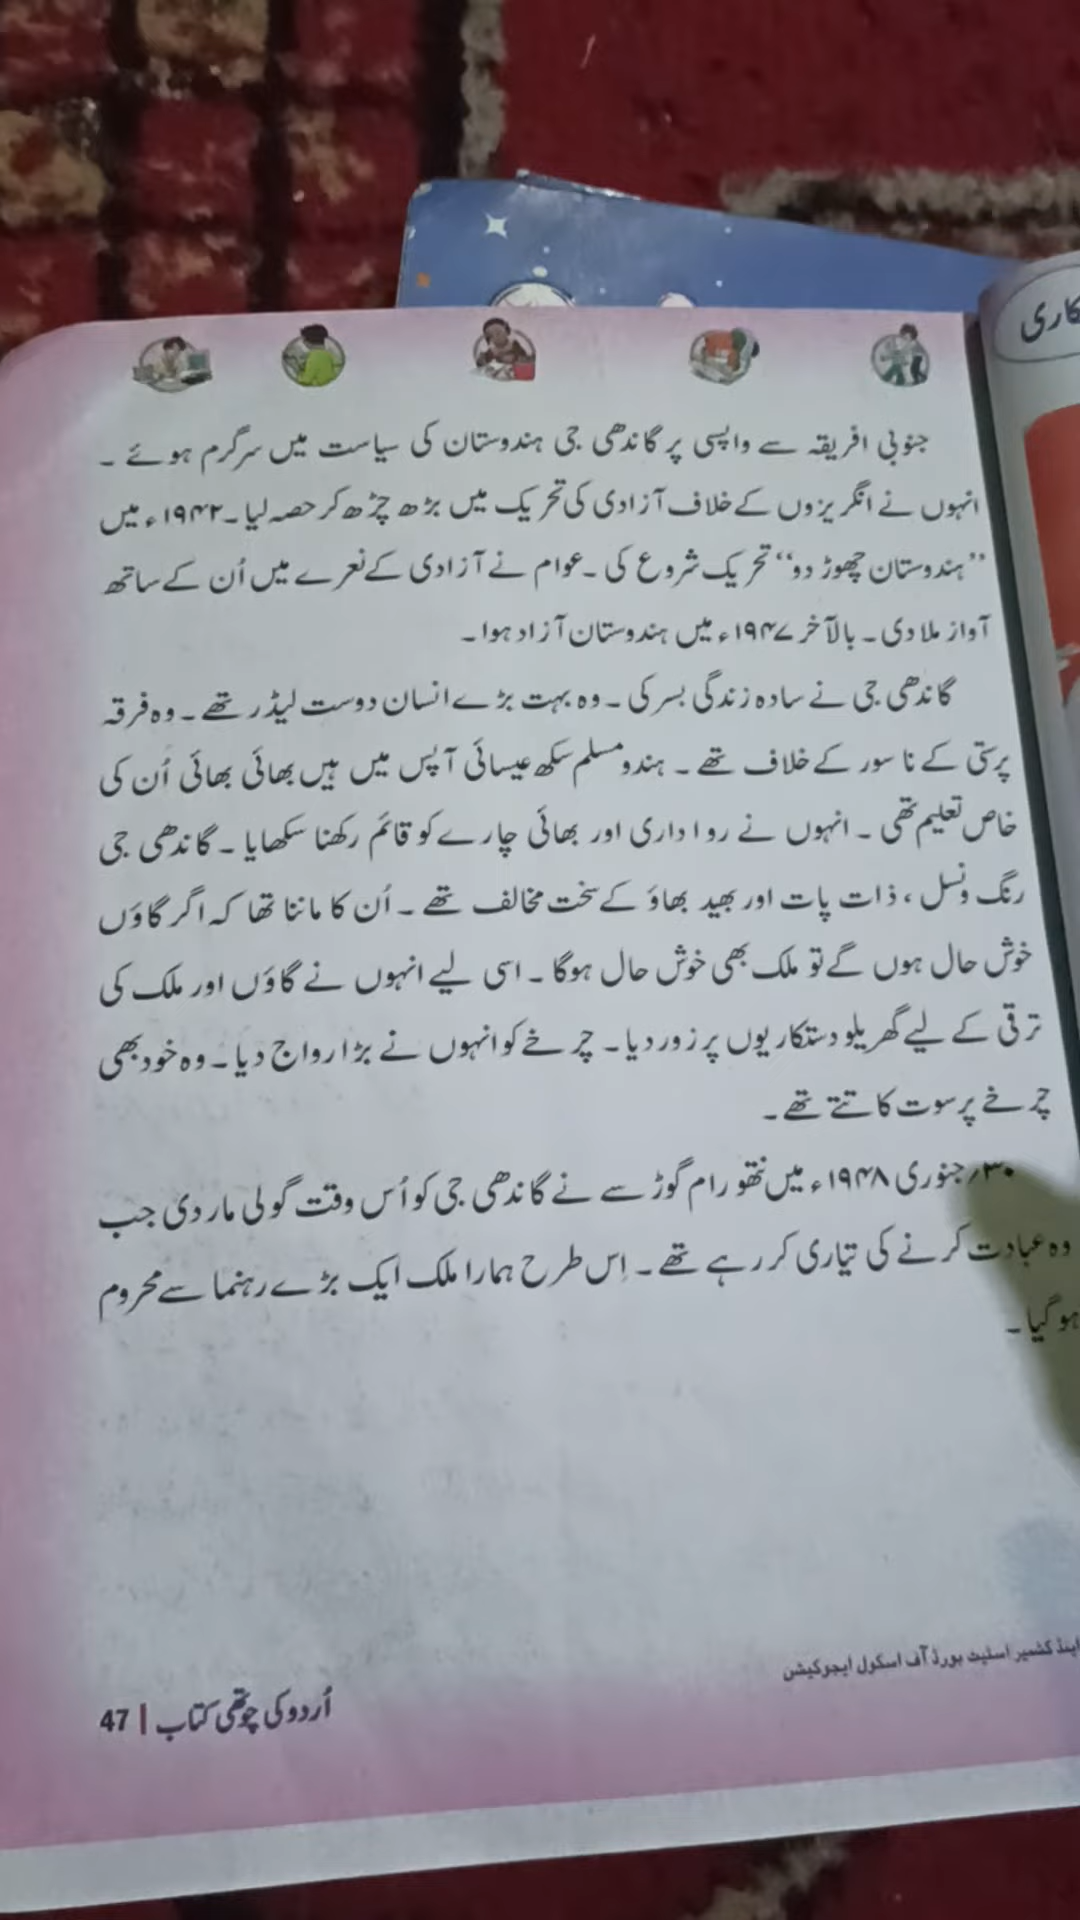 کاری
جنوبی افریقہ سے واپسی پر گاندھی جی ہندوستان کی سیاست میں سرگرم ہوئے ۔
انہوں نے انگریزوں کے خلاف آزادی کی تحریک میں بڑھ چڑھ کر حصہ لیا۔ ۱۹۴۲ء میں
”ہندوستان چھوڑ دو“ تحریک شروع کی ۔ عوام نے آزادی کے نعرے میں اُن کے ساتھ
آواز ملا دی ۔ بالآخر ۱۹۴۷ء میں ہندوستان آزاد ہوا ۔
گاندھی جی نے سادہ زندگی بسر کی ۔ وہ بہت بڑے انسان دوست لیڈر تھے ۔ وہ فرقہ
پرستی کے ناسور کے خلاف تھے ۔ ہندو مسلم سکھ عیسائی آپس میں ہیں بھائی بھائی اُن کی
خاص تعلیم تھی ۔ انہوں نے رواداری اور بھائی چارے کو قائم رکھنا سکھایا ۔ گاندھی جی
رنگ و نسل ، ذات پات اور بھید بھاؤ کے سخت مخالف تھے ۔ اُن کا ماننا تھا کہ اگر گاؤں
خوش حال ہوں گے تو ملک بھی خوش حال ہوگا ۔ اسی لیے انہوں نے گاؤں اور ملک کی
ترقی کے لیے گھریلو دستکاریوں پر زور دیا ۔ چرخے کو انہوں نے بڑا رواج دیا ۔ وہ خود بھی
چرخے پر سوت کاتتے تھے ۔
۳۰؍ جنوری ۱۹۴۸ء میں نتھو رام گوڑسے نے گاندھی جی کو اُس وقت گولی مار دی جب
وہ عبادت کرنے کی تیاری کر رہے تھے ۔ اِس طرح ہمارا ملک ایک بڑے رہنما سے محروم
ہو گیا ۔
اینڈ کشمیر اسٹیٹ بورڈ آف اسکول ایجوکیشن
اُردو کی چوتھی کتاب | 47